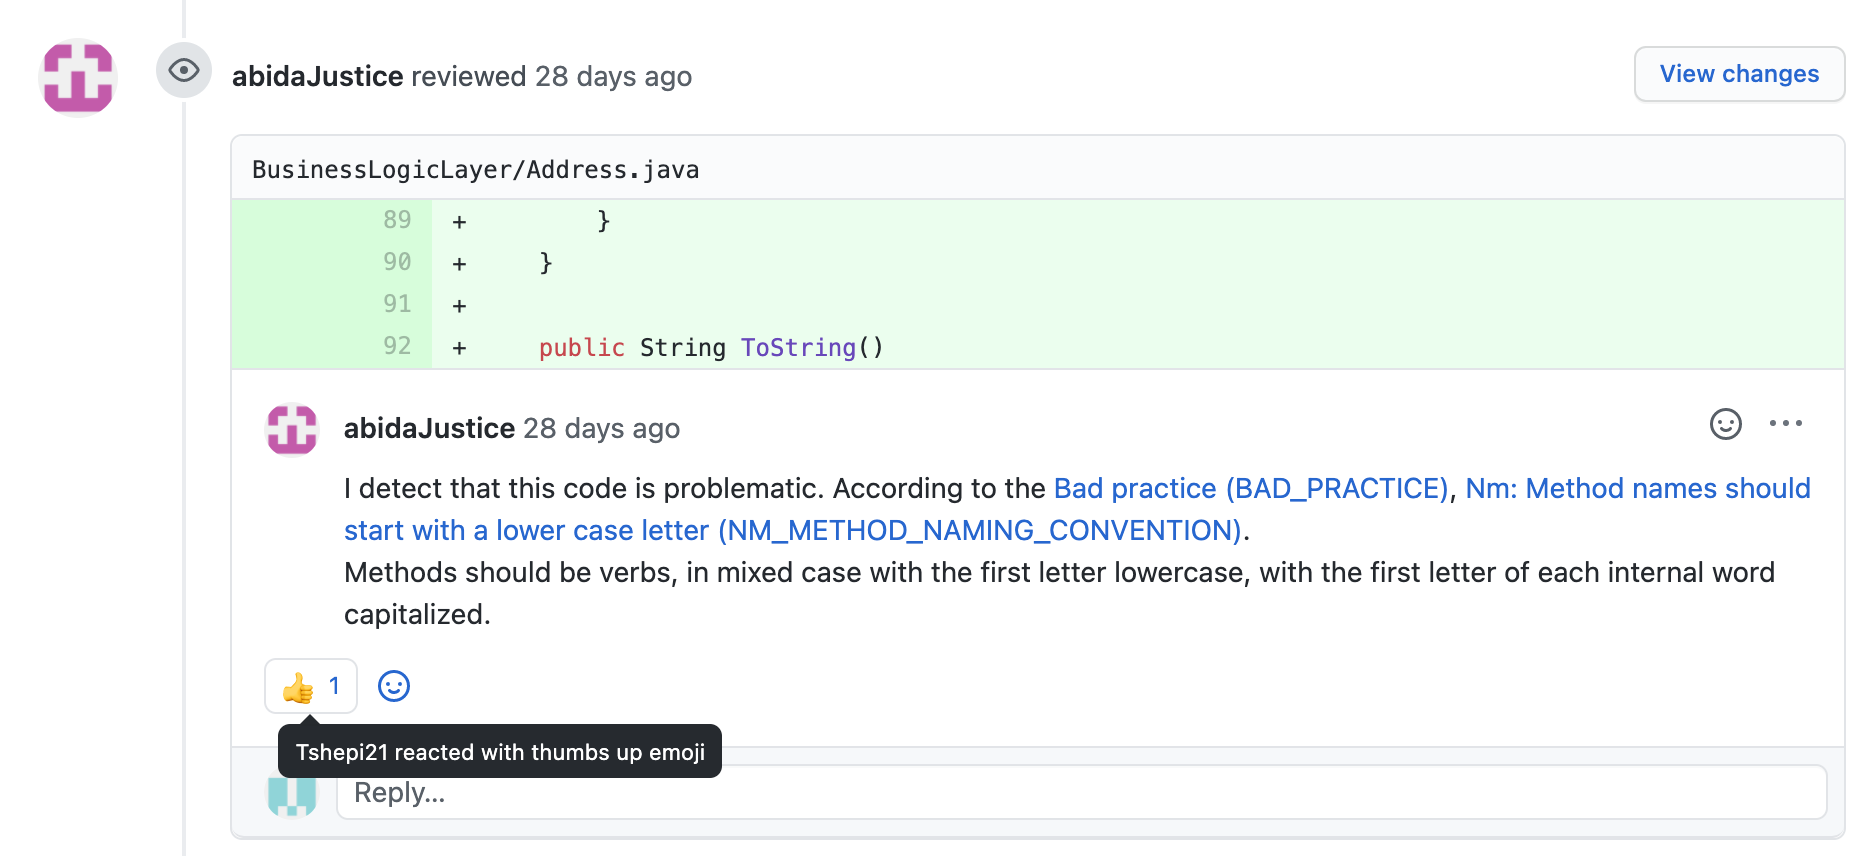 abidaJustice reviewed 28 days ago
View changes
BusinessLogicLayer/Address.java
89 + }
90 + }
91 +
92 + public String ToString()
abidaJustice 28 days ago
I detect that this code is problematic. According to the Bad practice (BAD_PRACTICE), Nm: Method names should
start with a lower case letter (NM_METHOD_NAMING_CONVENTION).
Methods should be verbs, in mixed case with the first letter lowercase, with the first letter of each internal word
capitalized.
👍 1
Tshepi21 reacted with thumbs up emoji
Reply...